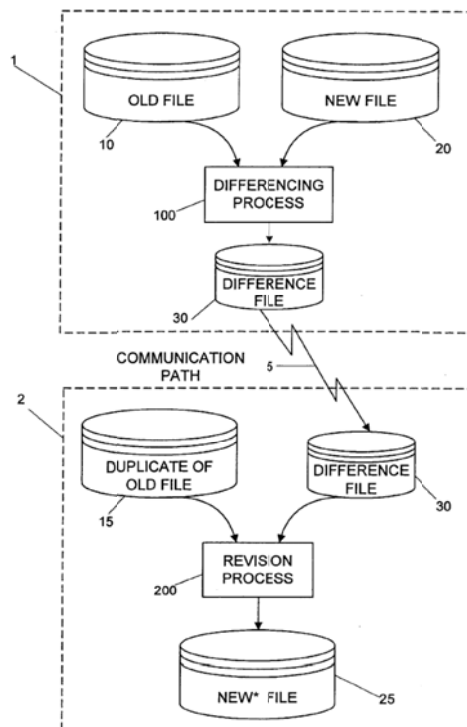 1
OLD FILE
NEW FILE
10
20
DIFFERENCING
PROCESS
100
DIFFERENCE
FILE
30
COMMUNICATION
PATH
5
2
DUPLICATE OF
OLD FILE
15
DIFFERENCE
FILE
30
REVISION
PROCESS
200
NEW* FILE
25